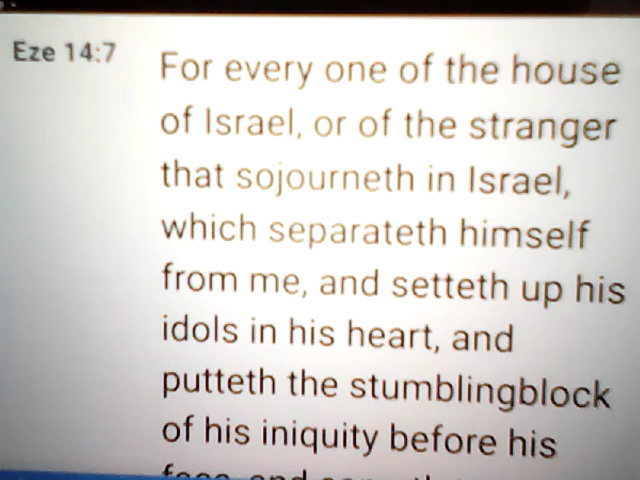 Eze 14:7
For every one of the house
of Israel, or of the stranger
that sojourneth in Israel,
which separateth himself
from me, and setteth up his
idols in his heart, and
putteth the stumblingblock
of his iniquity before his